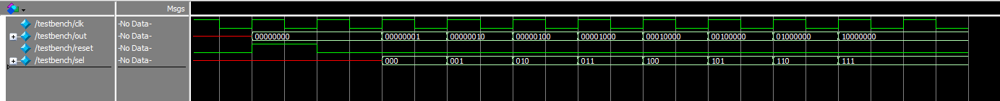 Msgs
/testbench/clk -No Data-
/testbench/out -No Data- 00000000 00000001 00000010 00000100 00001000 00010000 00100000 01000000 10000000
/testbench/reset -No Data-
/testbench/sel -No Data- 000 001 010 011 100 101 110 111